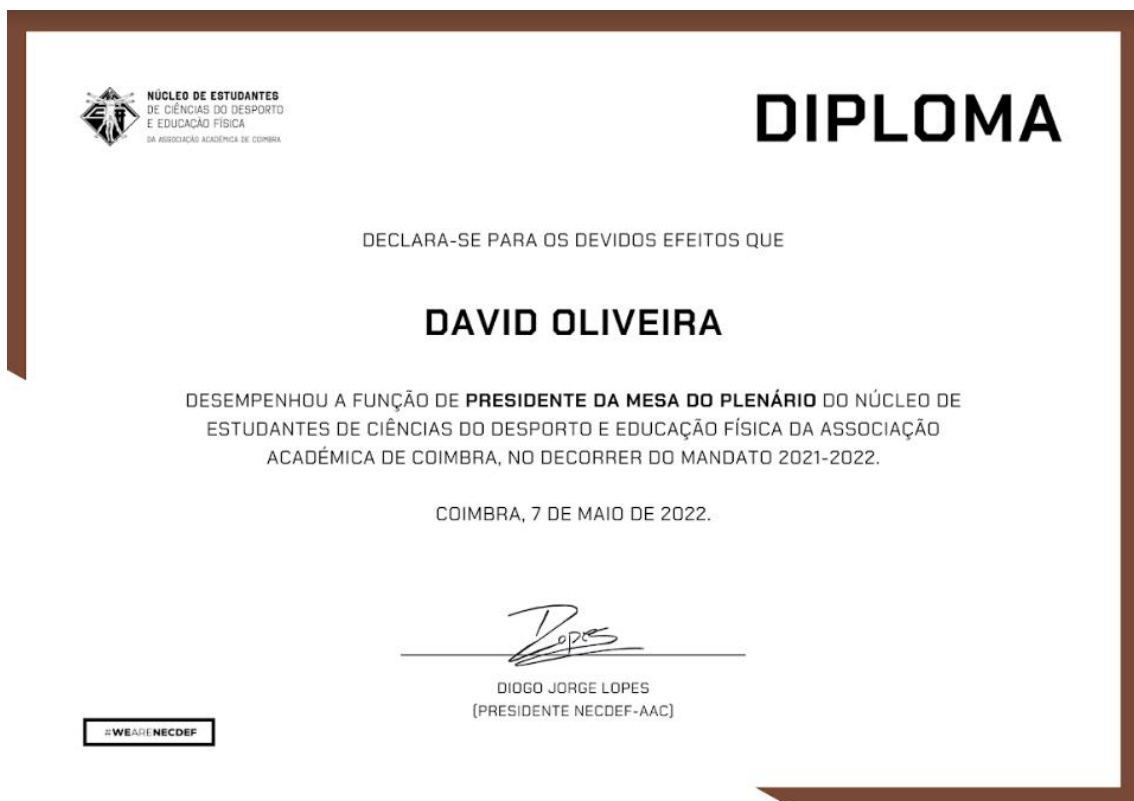 NÚCLEO DE ESTUDANTES
DE CIÊNCIAS DO DESPORTO
E EDUCAÇÃO FÍSICA
DA ASSOCIAÇÃO ACADÉMICA DE COIMBRA
DIPLOMA
DECLARA-SE PARA OS DEVIDOS EFEITOS QUE
DAVID OLIVEIRA
DESEMPENHOU A FUNÇÃO DE PRESIDENTE DA MESA DO PLENÁRIO DO NÚCLEO DE
ESTUDANTES DE CIÊNCIAS DO DESPORTO E EDUCAÇÃO FÍSICA DA ASSOCIAÇÃO
ACADÉMICA DE COIMBRA, NO DECORRER DO MANDATO 2021-2022.
COIMBRA, 7 DE MAIO DE 2022.
DLopes
DIOGO JORGE LOPES
(PRESIDENTE NECDEF-AAC)
#WEARENECDEF